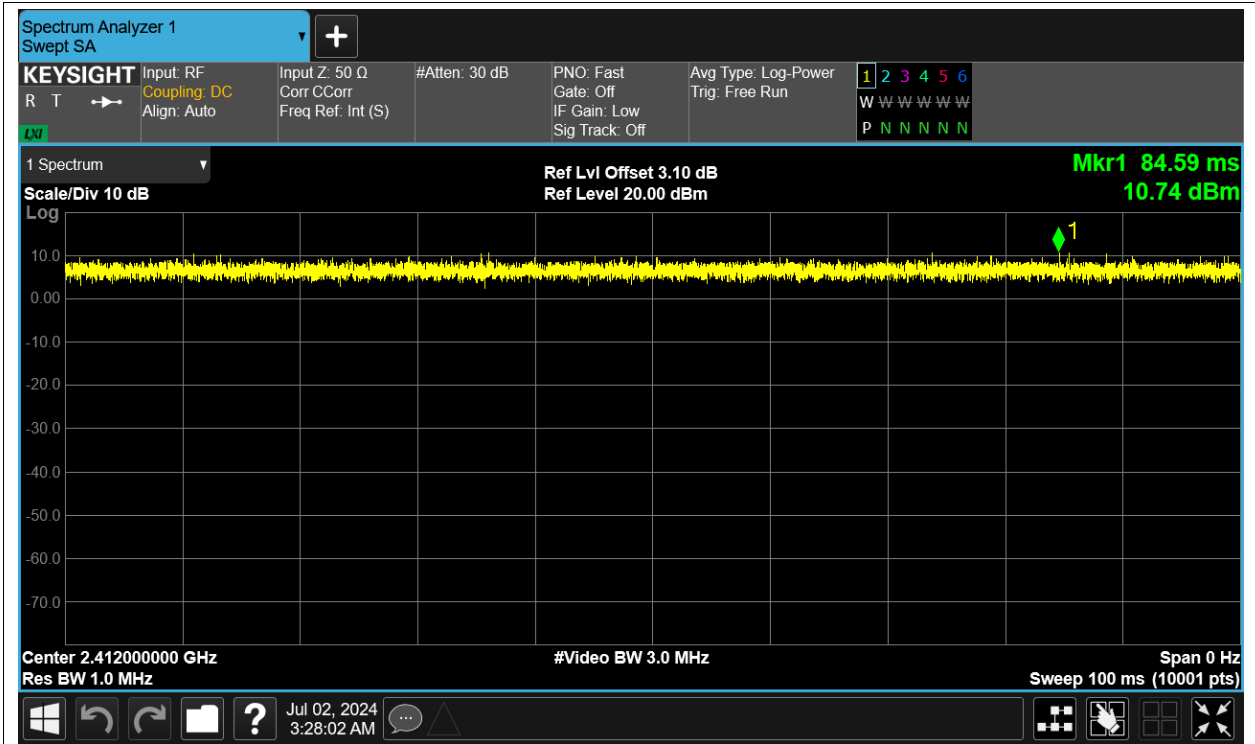 Spectrum Analyzer 1
Swept SA
KEYSIGHT
R T
LXI
Input: RF
Coupling: DC
Align: Auto
Input Z: 50 Ω
Corr CCorr
Freq Ref: Int (S)
#Atten: 30 dB
PNO: Fast
Gate: Off
IF Gain: Low
Sig Track: Off
Avg Type: Log-Power
Trig: Free Run
1 2 3 4 5 6
W W W W W W
P N N N N N
1 Spectrum
Scale/Div 10 dB
Ref Lvl Offset 3.10 dB
Ref Level 20.00 dBm
Mkr1 84.59 ms
10.74 dBm
Log
1
10.0
0.00
-10.0
-20.0
-30.0
-40.0
-50.0
-60.0
-70.0
Center 2.412000000 GHz
#Video BW 3.0 MHz
Span 0 Hz
Res BW 1.0 MHz
Sweep 100 ms (10001 pts)
?
Jul 02, 2024
3:28:02 AM